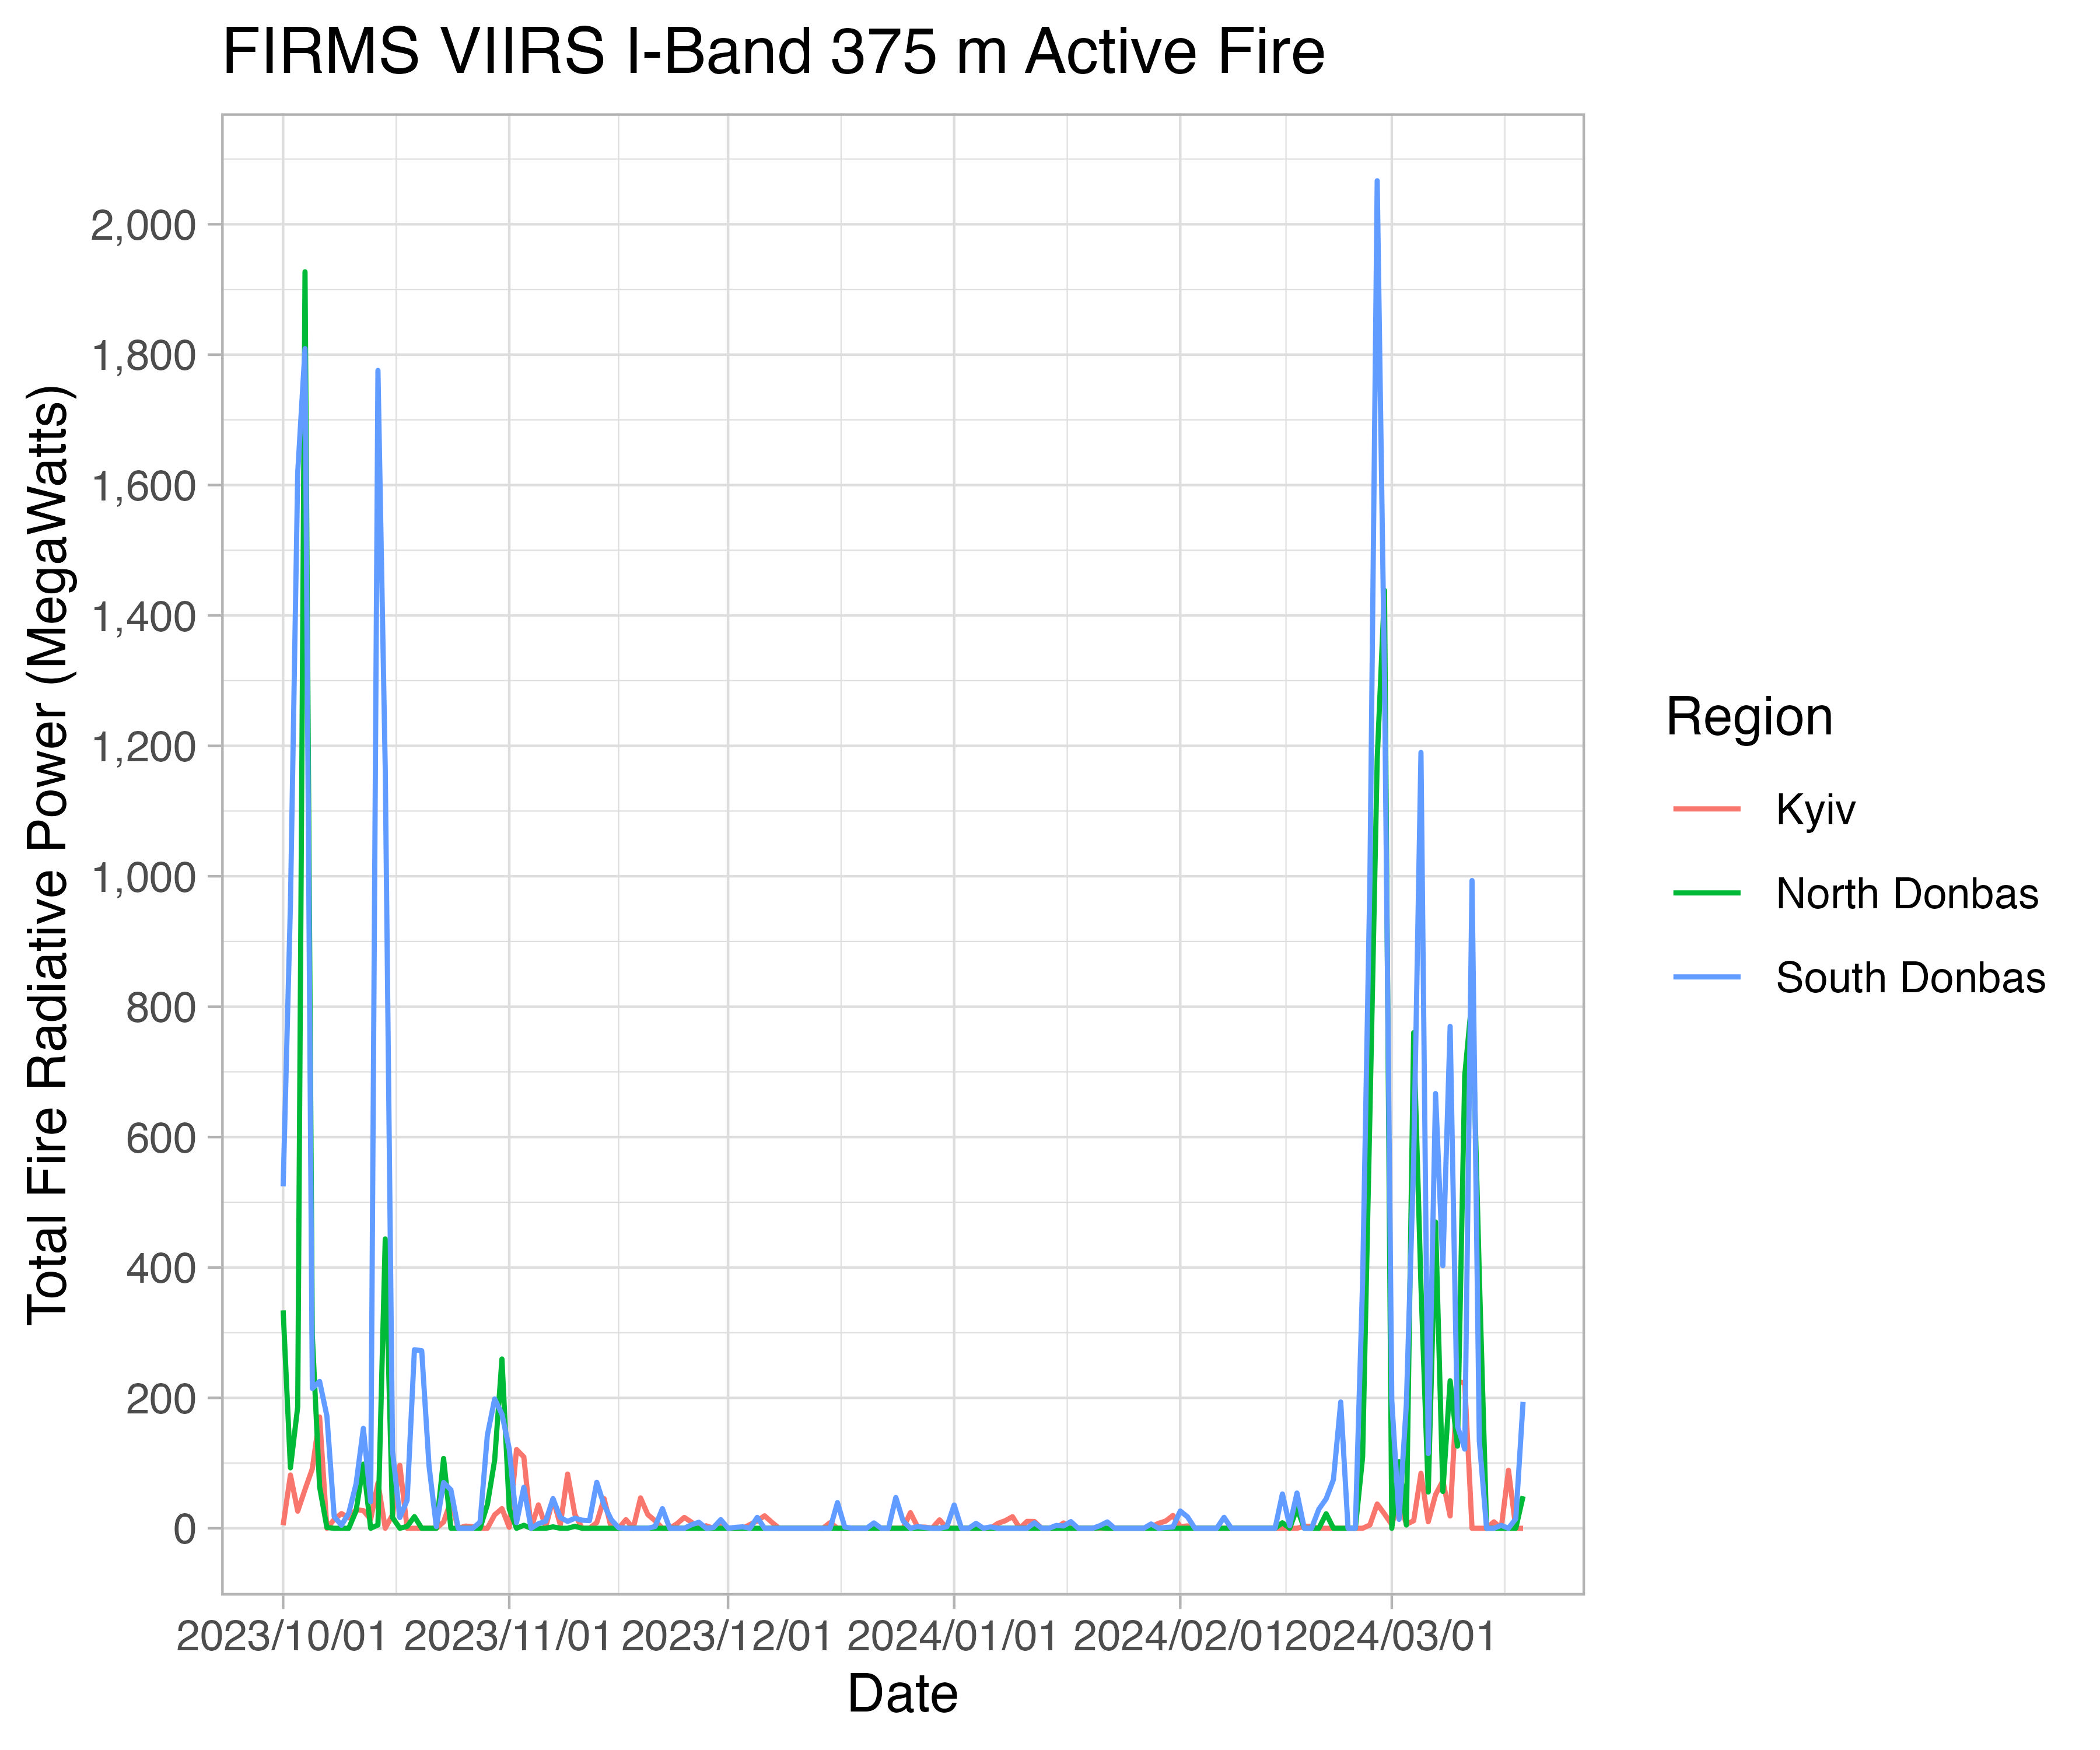 FIRMS VIIRS I-Band 375 m Active Fire
Total Fire Radiative Power (MegaWatts)
2,000
1,800
1,600
1,400
1,200
1,000
800
600
400
200
0
2023/10/01 2023/11/01 2023/12/01 2024/01/01 2024/02/01 2024/03/01
Date
Region
Kyiv
North Donbas
South Donbas